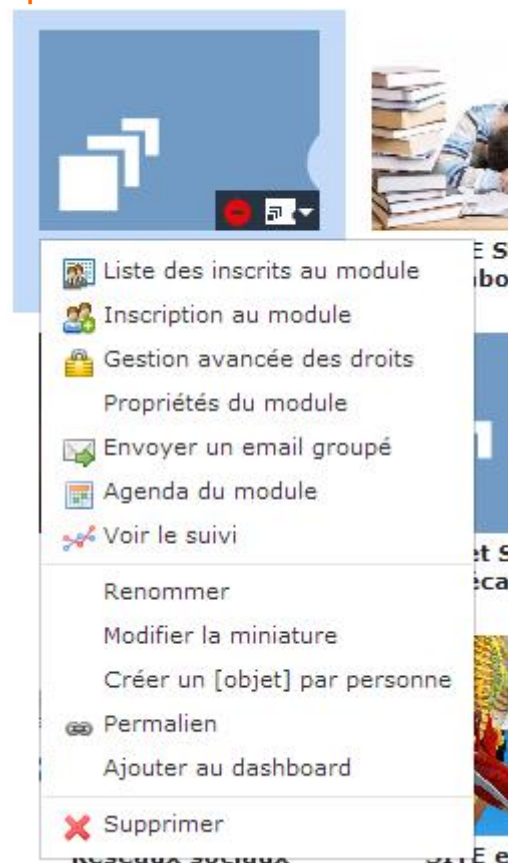 Liste des inscrits au module
Inscription au module
Gestion avancée des droits
Propriétés du module
Envoyer un email groupé
Agenda du module
Voir le suivi
Renommer
Modifier la miniature
Créer un [objet] par personne
Permalien
Ajouter au dashboard
Supprimer